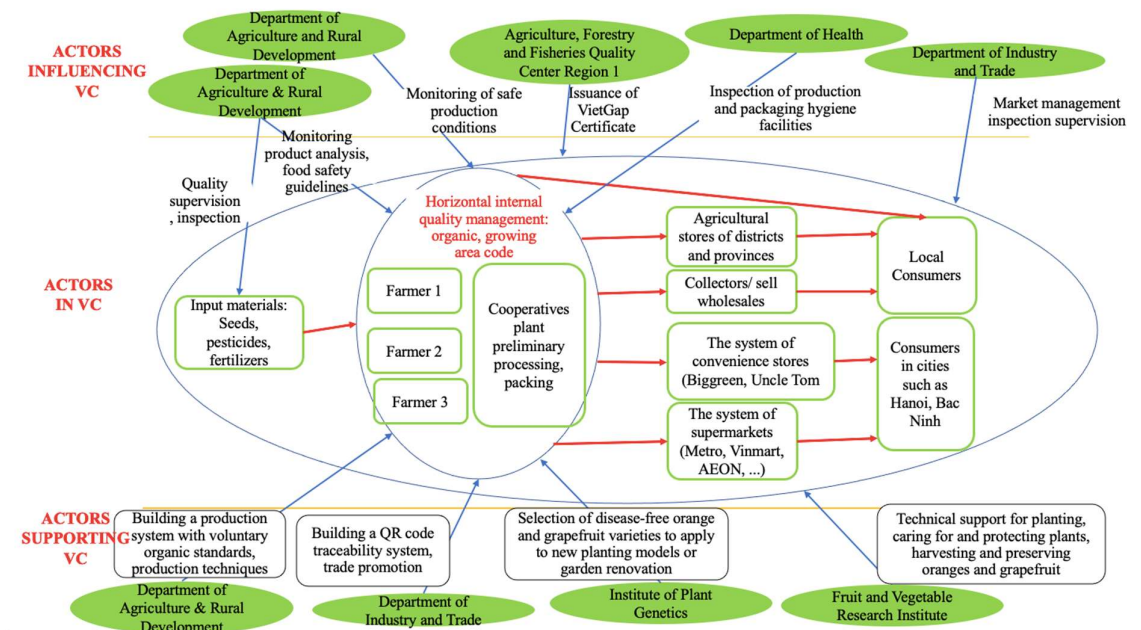 Department of
Agriculture and Rural
Development
Agriculture, Forestry
and Fisheries Quality
Center Region 1
Department of Health
Department of Industry
and Trade
ACTORS
INFLUENCING
VC
Department of
Agriculture & Rural
Development
Monitoring of safe
production
conditions
Issuance of
VietGap
Certificate
Inspection of production
and packaging hygiene
facilities
Market management
inspection supervision
Monitoring
product analysis,
food safety
guidelines
Quality
supervision
, inspection
Horizontal internal
quality management:
organic, growing
area code
ACTORS
IN VC
Input materials:
Seeds,
pesticides,
fertilizers
Farmer 1
Farmer 2
Farmer 3
Cooperatives
plant
preliminary
processing,
packing
Agricultural
stores of districts
and provinces
Collectors/ sell
wholesales
The system of
convenience stores
(Biggreen, Uncle Tom
The system of
supermarkets
(Metro, Vinmart,
AEON, ...)
Local
Consumers
Consumers
in cities
such as
Hanoi, Bac
Ninh
ACTORS
SUPPORTING
VC
Building a production
system with voluntary
organic standards,
production techniques
Building a QR code
traceability system,
trade promotion
Selection of disease-free orange
and grapefruit varieties to apply
to new planting models or
garden renovation
Technical support for planting,
caring for and protecting plants,
harvesting and preserving
oranges and grapefruit
Department of
Agriculture & Rural
Development
Department of
Industry and Trade
Institute of Plant
Genetics
Fruit and Vegetable
Research Institute